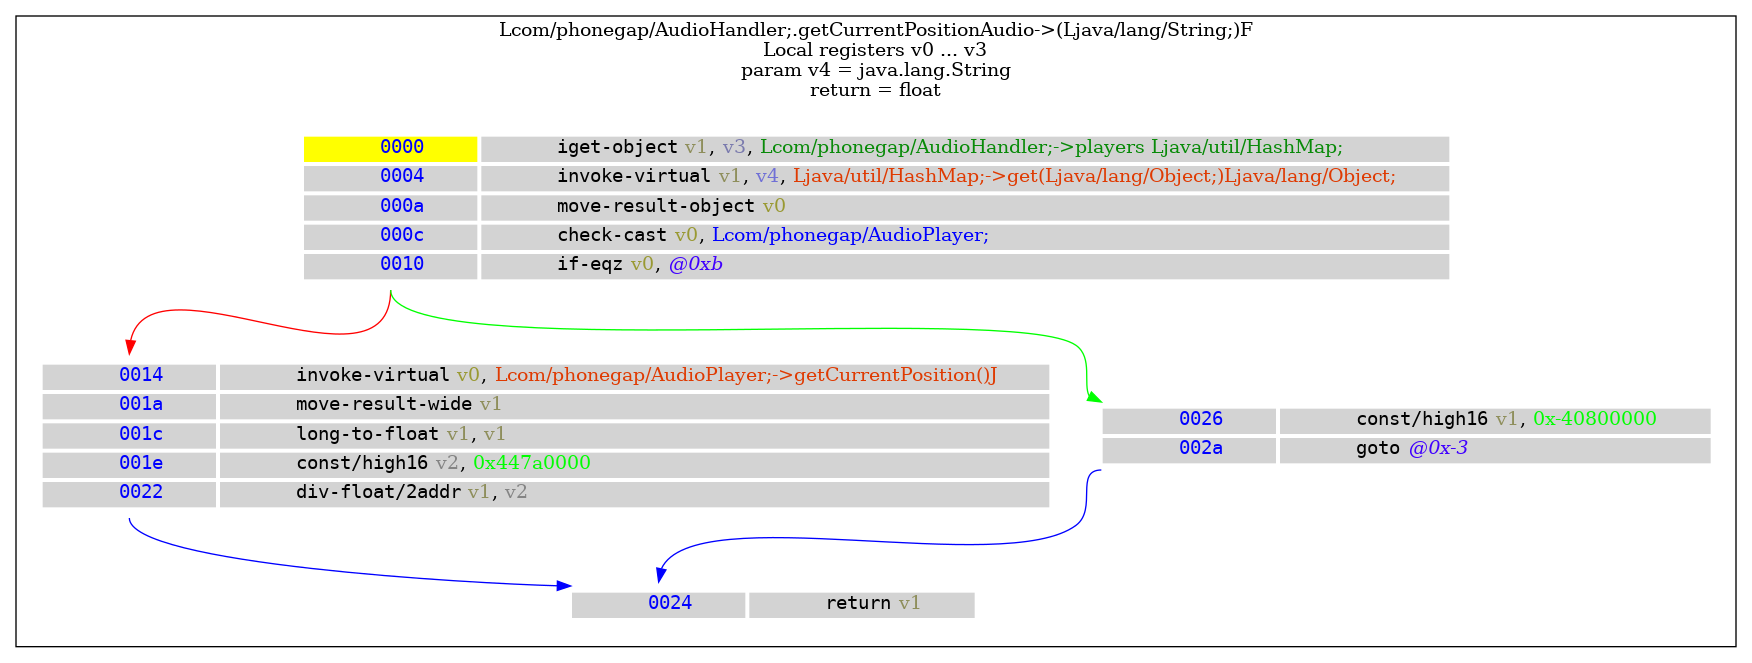 Lcom/phonegap/AudioHandler;.getCurrentPositionAudio->(Ljava/lang/String;)F
Local registers v0 ... v3
param v4 = java.lang.String
return = float
0000 iget-object v1, v3, Lcom/phonegap/AudioHandler;->players Ljava/util/HashMap;
0004 invoke-virtual v1, v4, Ljava/util/HashMap;->get(Ljava/lang/Object;)Ljava/lang/Object;
000a move-result-object v0
000c check-cast v0, Lcom/phonegap/AudioPlayer;
0010 if-eqz v0, @0xb
0014 invoke-virtual v0, Lcom/phonegap/AudioPlayer;->getCurrentPosition()J
001a move-result-wide v1
001c long-to-float v1, v1
001e const/high16 v2, 0x447a0000
0022 div-float/2addr v1, v2
0026 const/high16 v1, 0x-40800000
002a goto @0x-3
0024 return v1